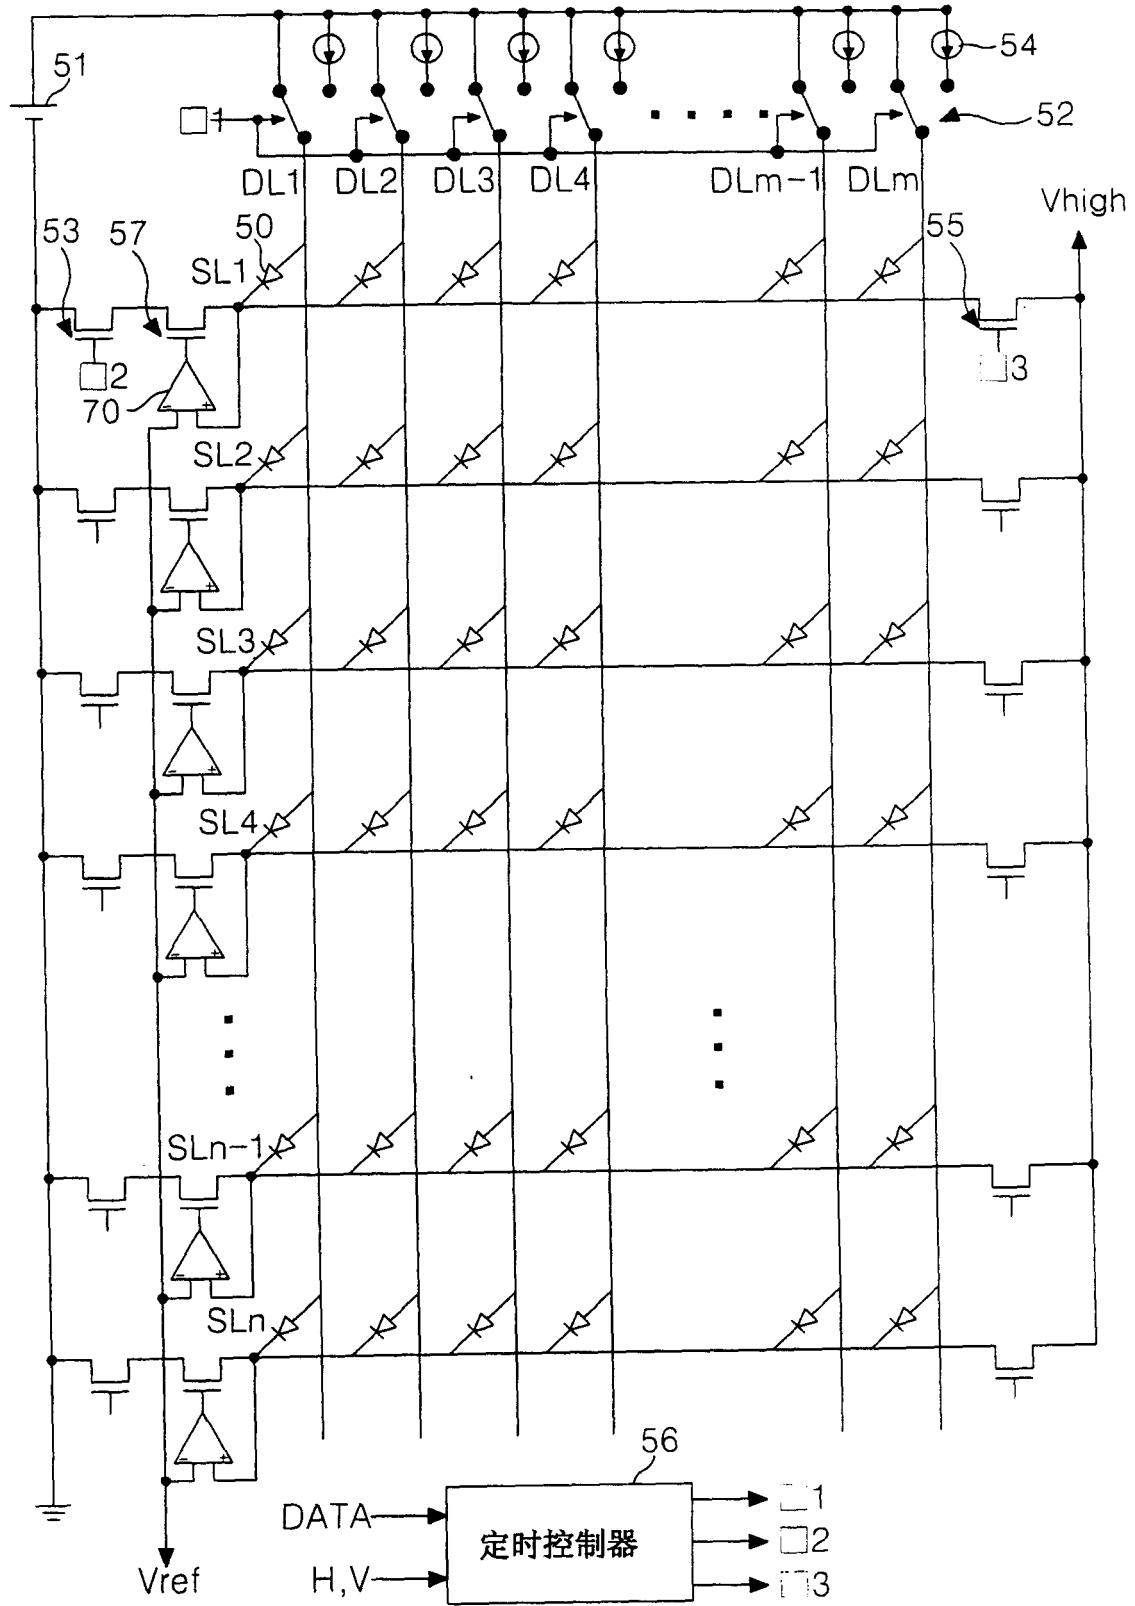 51
54
□1
52
DL1 DL2 DL3 DL4 DLm-1 DLm
Vhigh
53 57 50 55
SL1
□2 □3
70
SL2
SL3
SL4
SLn-1
SLn
56
DATA 定时控制器 □1
□2
H,V □3
Vref